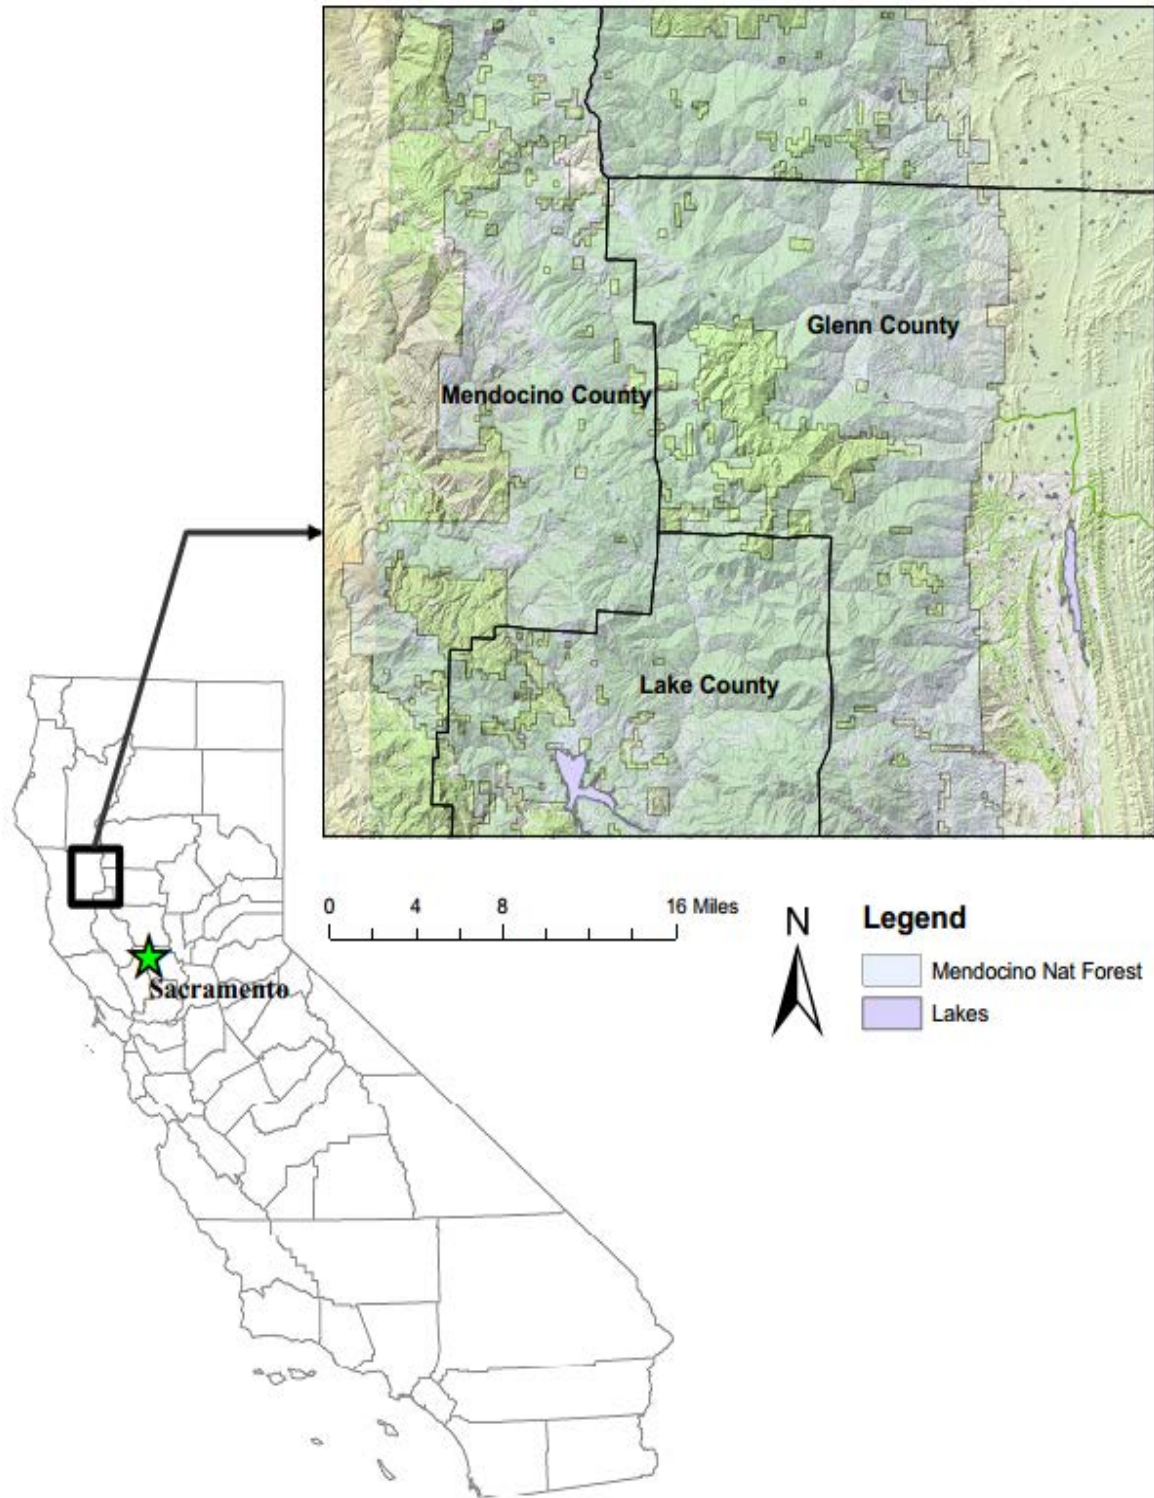 Glenn County
Mendocino County
Lake County
0 4 8 16 Miles
N
Legend
Mendocino Nat Forest
Lakes
Sacramento